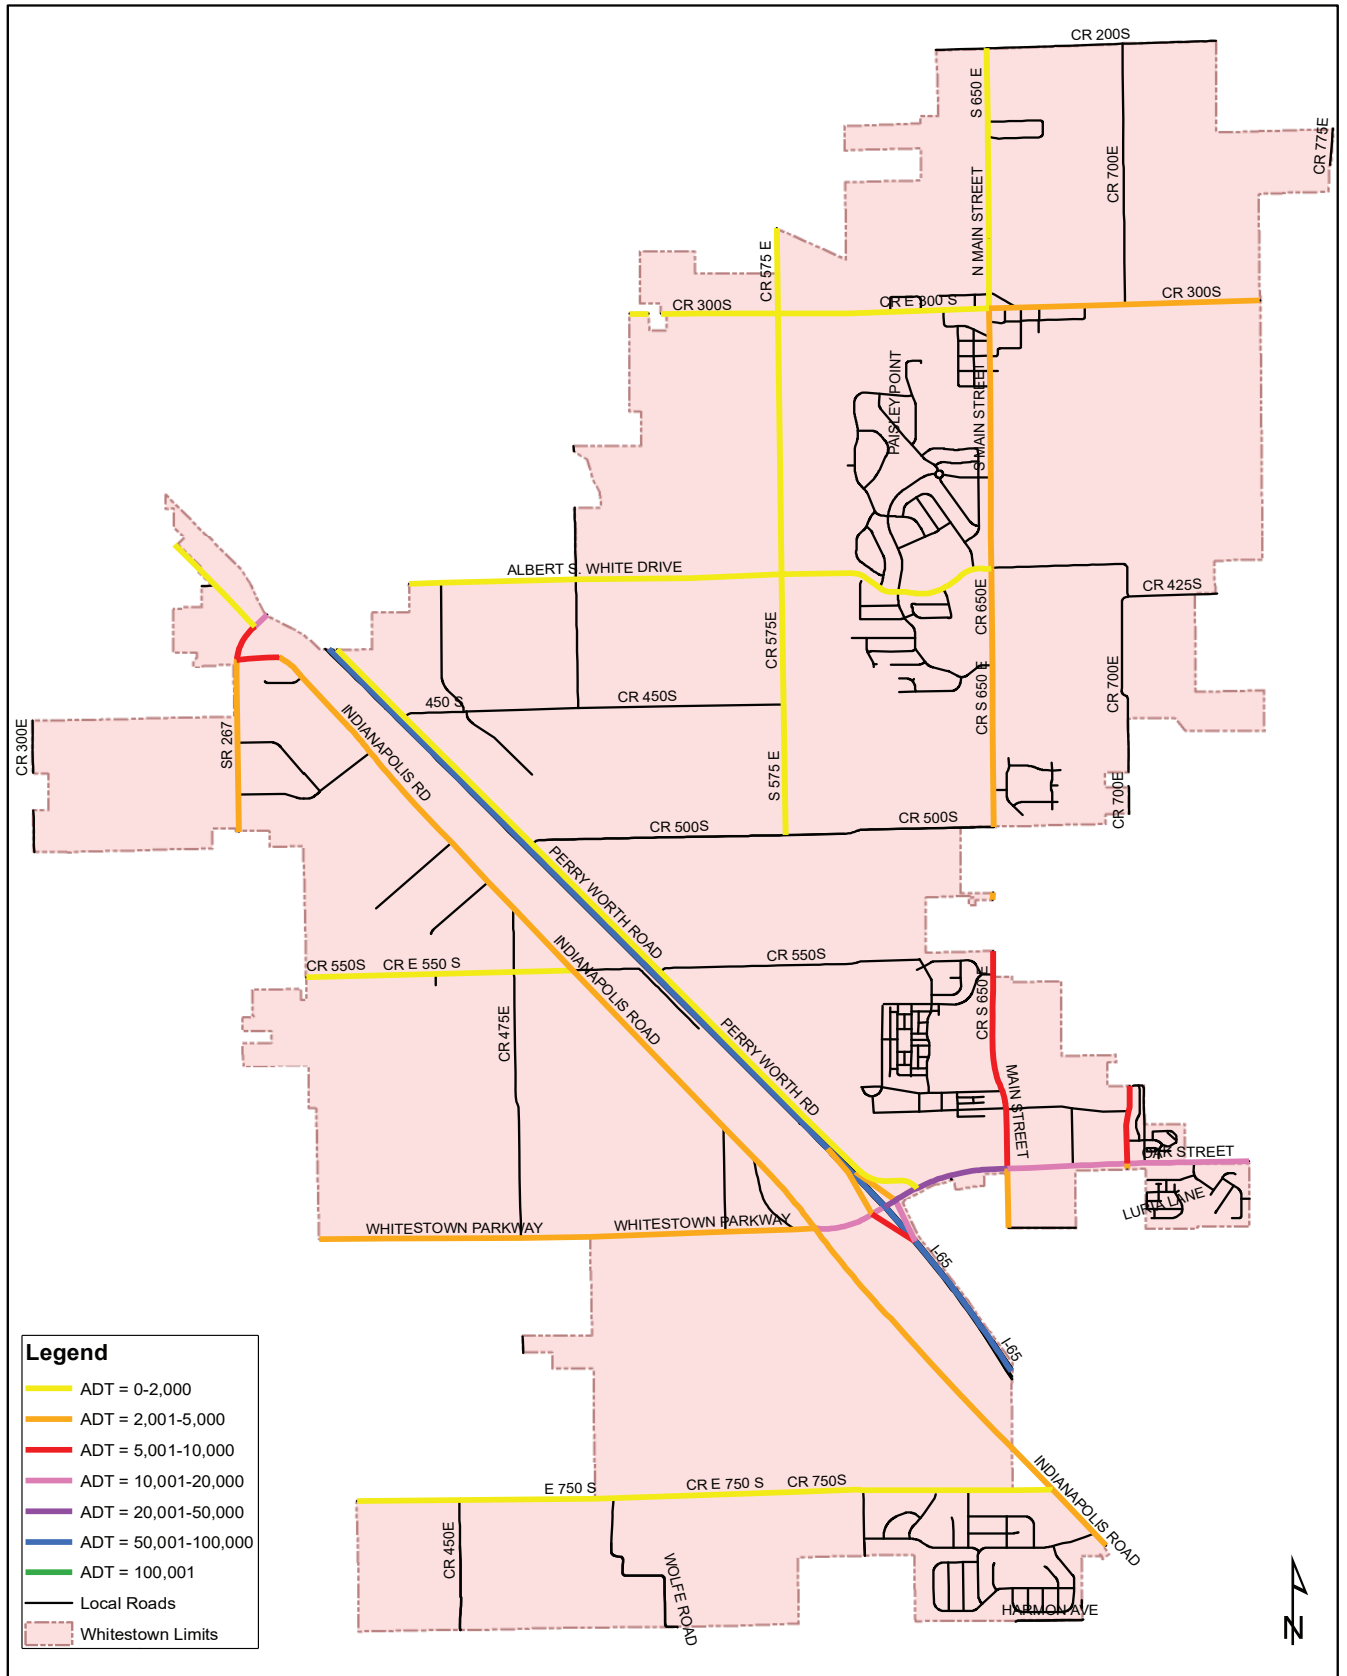 CR 200S
S 650 E
CR 775E
CR 700E
N MAIN STREET
CR 575 E
CR 300S
CR E 300 S
CR 300S
PAISLEY POINT
S MAIN STREET
ALBERT S. WHITE DRIVE
CR 425S
CR 650E
CR 575E
CR 700E
CR S 650 E
450 S
CR 450S
CR 300E
SR 267
INDIANAPOLIS RD
S 575 E
CR 700E
CR 500S
CR 500S
PERRY WORTH ROAD
CR 550S
CR E 550 S
INDIANAPOLIS ROAD
CR 550S
CR S 650 E
CR 475E
PERRY WORTH RD
MAIN STREET
OAK STREET
LURIA LANE
WHITESTOWN PARKWAY
WHITESTOWN PARKWAY
I-65
I-65
E 750 S
CR E 750 S
CR 750S
INDIANAPOLIS ROAD
CR 450E
WOLFE ROAD
HARMON AVE
Legend
ADT = 0-2,000
ADT = 2,001-5,000
ADT = 5,001-10,000
ADT = 10,001-20,000
ADT = 20,001-50,000
ADT = 50,001-100,000
ADT = 100,001
Local Roads
Whitestown Limits
N